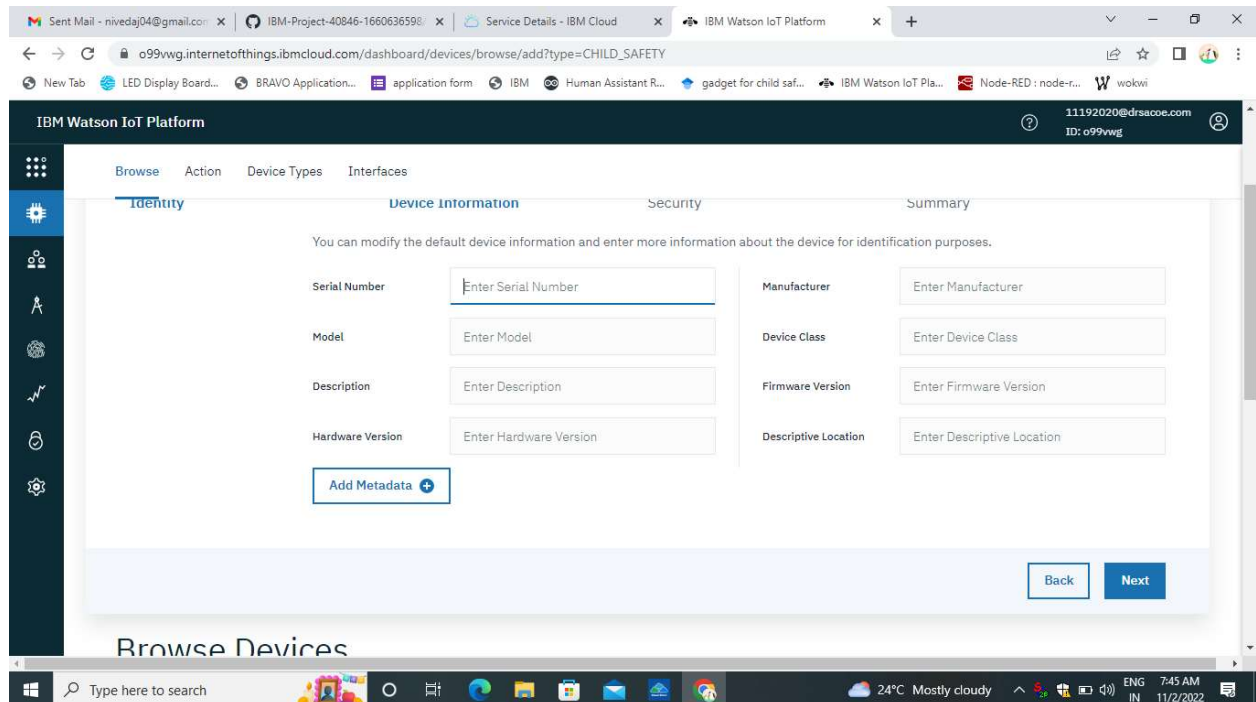 Sent Mail - nivedaj04@gmail.con
IBM-Project-40846-1660636598/
Service Details - IBM Cloud
IBM Watson IoT Platform
o99vwg.internetofthings.ibmcloud.com/dashboard/devices/browse/add?type=CHILD_SAFETY
New Tab
LED Display Board...
BRAVO Application...
application form
IBM
Human Assistant R...
gadget for child saf...
IBM Watson IoT Pla...
Node-RED : node-r...
wokwi
IBM Watson IoT Platform
11192020@drsacoe.com
ID: o99vwg
Browse Action Device Types Interfaces
Identity Device Information Security Summary
You can modify the default device information and enter more information about the device for identification purposes.
Serial Number Enter Serial Number Manufacturer Enter Manufacturer
Model Enter Model Device Class Enter Device Class
Description Enter Description Firmware Version Enter Firmware Version
Hardware Version Enter Hardware Version Descriptive Location Enter Descriptive Location
Add Metadata
Back Next
Browse Devices
Type here to search
24°C Mostly cloudy
ENG
IN
7:45 AM
11/2/2022